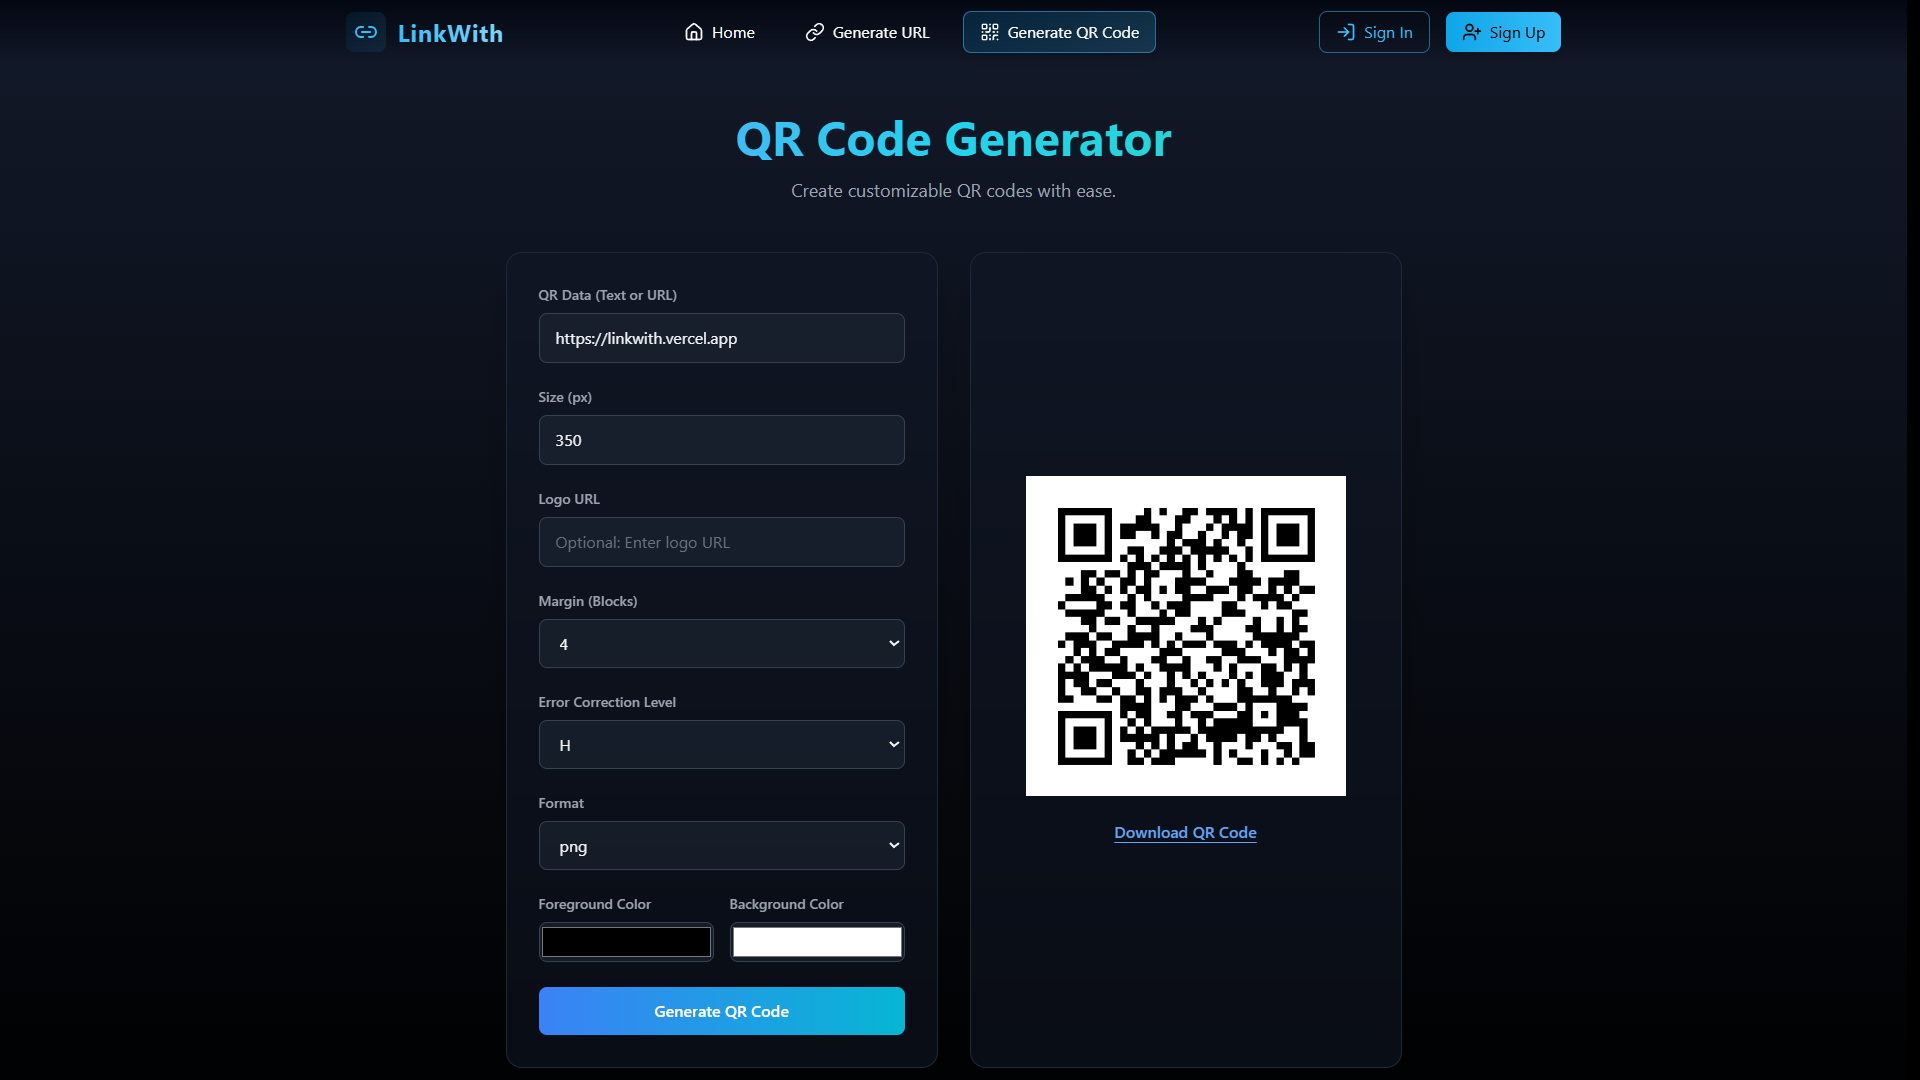 LinkWith
Home
Generate URL
Generate QR Code
Sign In
Sign Up
QR Code Generator
Create customizable QR codes with ease.
QR Data (Text or URL)
https://linkwith.vercel.app
Size (px)
350
Logo URL
Optional: Enter logo URL
Margin (Blocks)
4
Error Correction Level
H
Format
png
Foreground Color
Background Color
Generate QR Code
Download QR Code